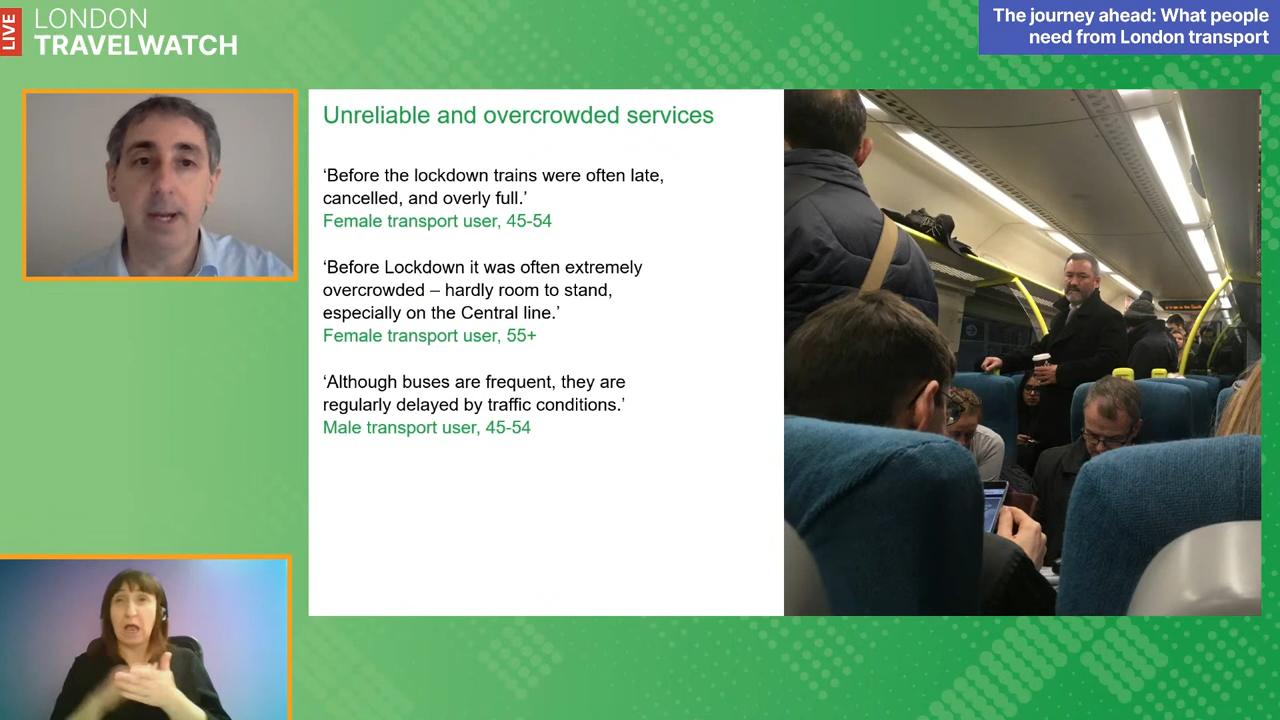 LIVE
LONDON
TRAVELWATCH
The journey ahead: What people
need from London transport
Unreliable and overcrowded services
‘Before the lockdown trains were often late,
cancelled, and overly full.’
Female transport user, 45-54
‘Before Lockdown it was often extremely
overcrowded – hardly room to stand,
especially on the Central line.’
Female transport user, 55+
‘Although buses are frequent, they are
regularly delayed by traffic conditions.’
Male transport user, 45-54